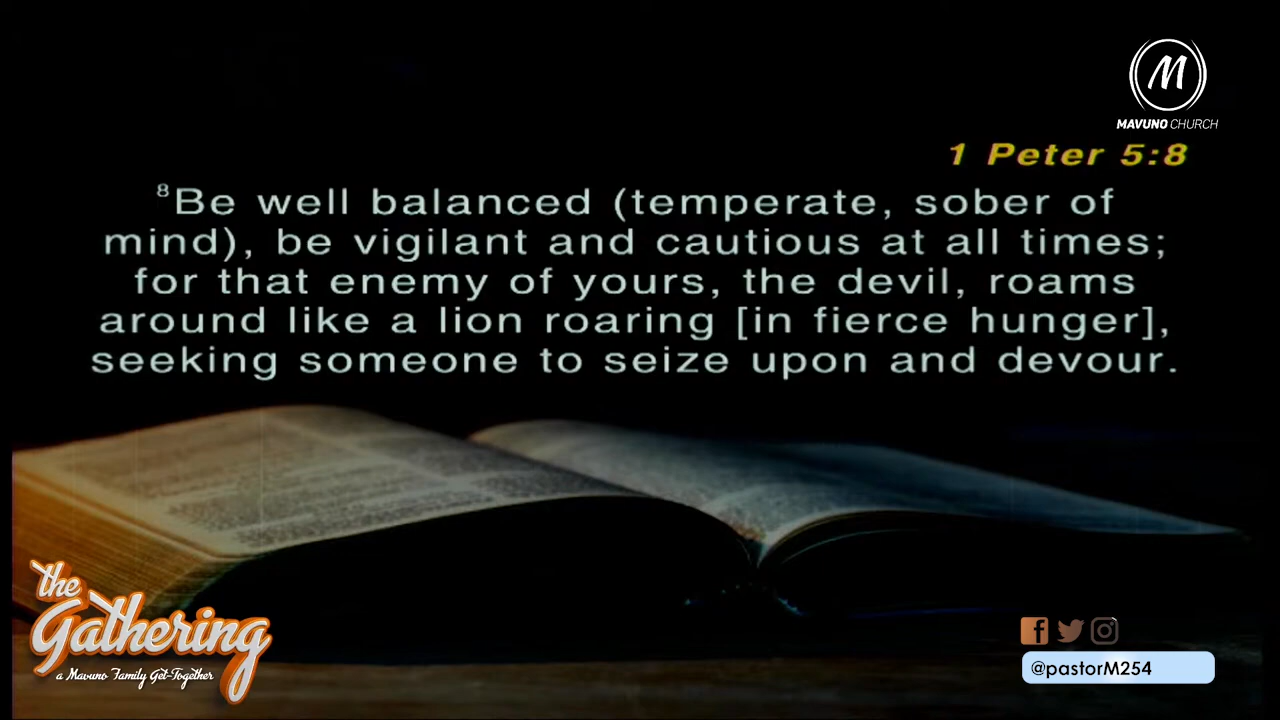 M
MAVUNO CHURCH
1 Peter 5:8
⁸Be well balanced (temperate, sober of
mind), be vigilant and cautious at all times;
for that enemy of yours, the devil, roams
around like a lion roaring [in fierce hunger],
seeking someone to seize upon and devour.
the
Gathering
a Mavuno Family Get-Together
@pastorM254